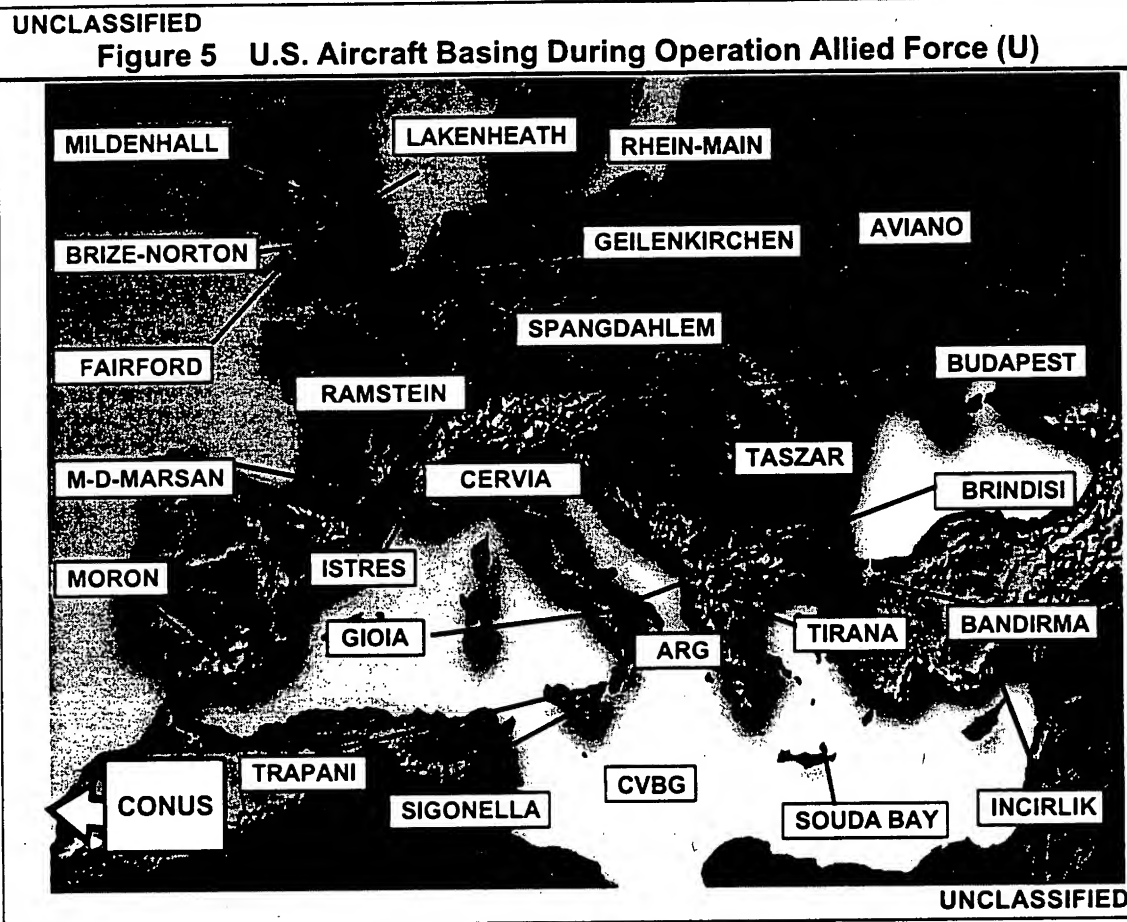 UNCLASSIFIED
Figure 5 U.S. Aircraft Basing During Operation Allied Force (U)
MILDENHALL
LAKENHEATH
RHEIN-MAIN
BRIZE-NORTON
GEILENKIRCHEN
AVIANO
SPANGDAHLEM
FAIRFORD
BUDAPEST
RAMSTEIN
M-D-MARSAN
CERVIA
TASZAR
BRINDISI
MORON
ISTRES
GIOIA
ARG
TIRANA
BANDIRMA
TRAPANI
CONUS
SIGONELLA
CVBG
SOUDA BAY
INCIRLIK
UNCLASSIFIED